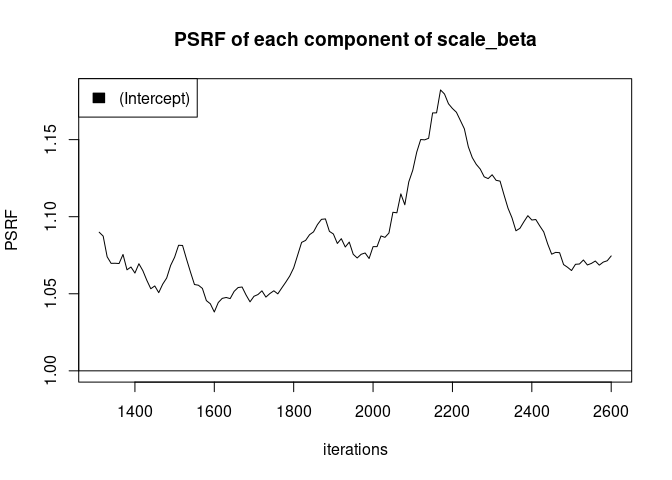 PSRF of each component of scale_beta
(Intercept)
PSRF
1.15
1.10
1.05
1.00
1400 1600 1800 2000 2200 2400 2600
iterations